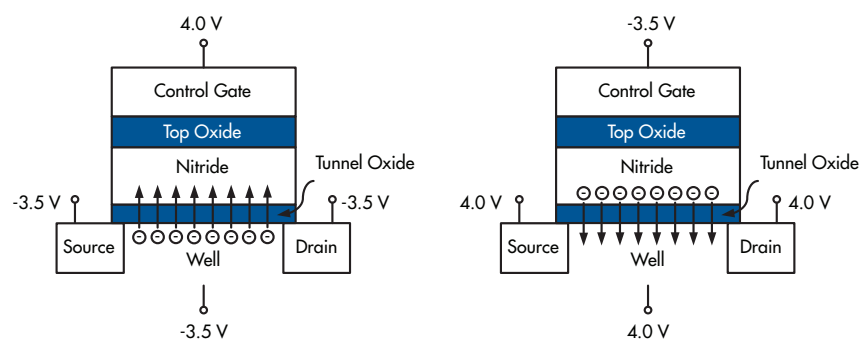 4.0 V
Control Gate
Top Oxide
Nitride
Tunnel Oxide
-3.5 V
-3.5 V
Source
Well
Drain
-3.5 V
-3.5 V
Control Gate
Top Oxide
Nitride
Tunnel Oxide
4.0 V
4.0 V
Source
Well
Drain
4.0 V